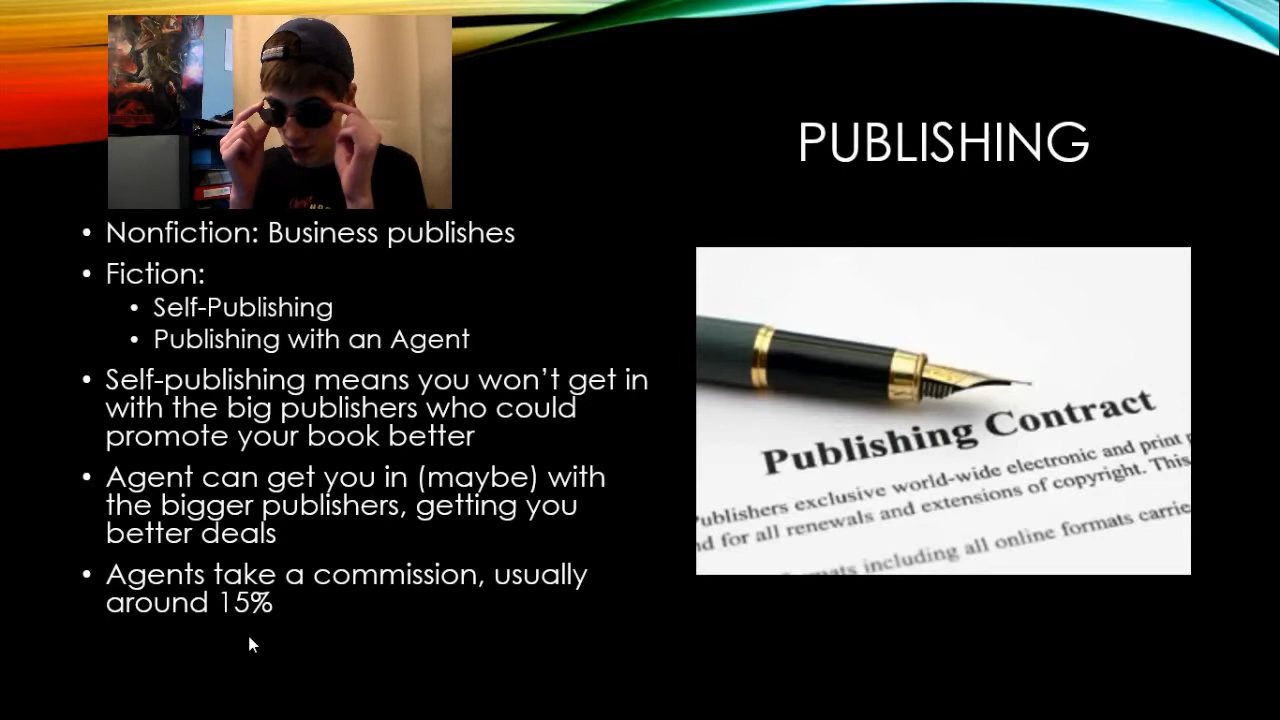 PUBLISHING
• Nonfiction: Business publishes
• Fiction:
• Self-Publishing
• Publishing with an Agent
• Self-publishing means you won’t get in
with the big publishers who could
promote your book better
• Agent can get you in (maybe) with
the bigger publishers, getting you
better deals
• Agents take a commission, usually
around 15%
Publishing Contract
ublishers exclusive world-wide electronic and print
d for all renewals and extensions of copyright. This
mats including all online formats carrie